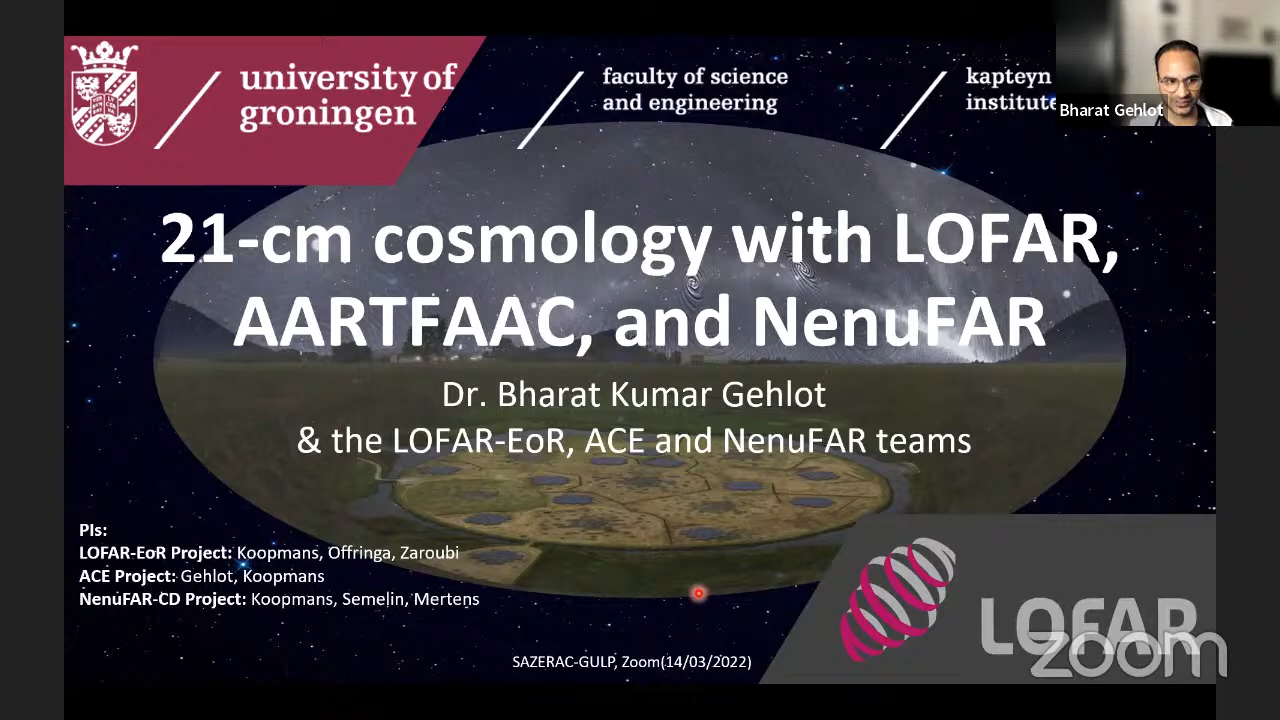 university of
groningen
faculty of science
and engineering
kapteyn
institute
Bharat Gehlot
21-cm cosmology with LOFAR,
AARTFAAC, and NenuFAR
Dr. Bharat Kumar Gehlot
& the LOFAR-EoR, ACE and NenuFAR teams
PIs:
LOFAR-EoR Project: Koopmans, Offringa, Zaroubi
ACE Project: Gehlot, Koopmans
NenuFAR-CD Project: Koopmans, Semelin, Mertens
SAZERAC-GULP, Zoom(14/03/2022)
LOFAR
zoom